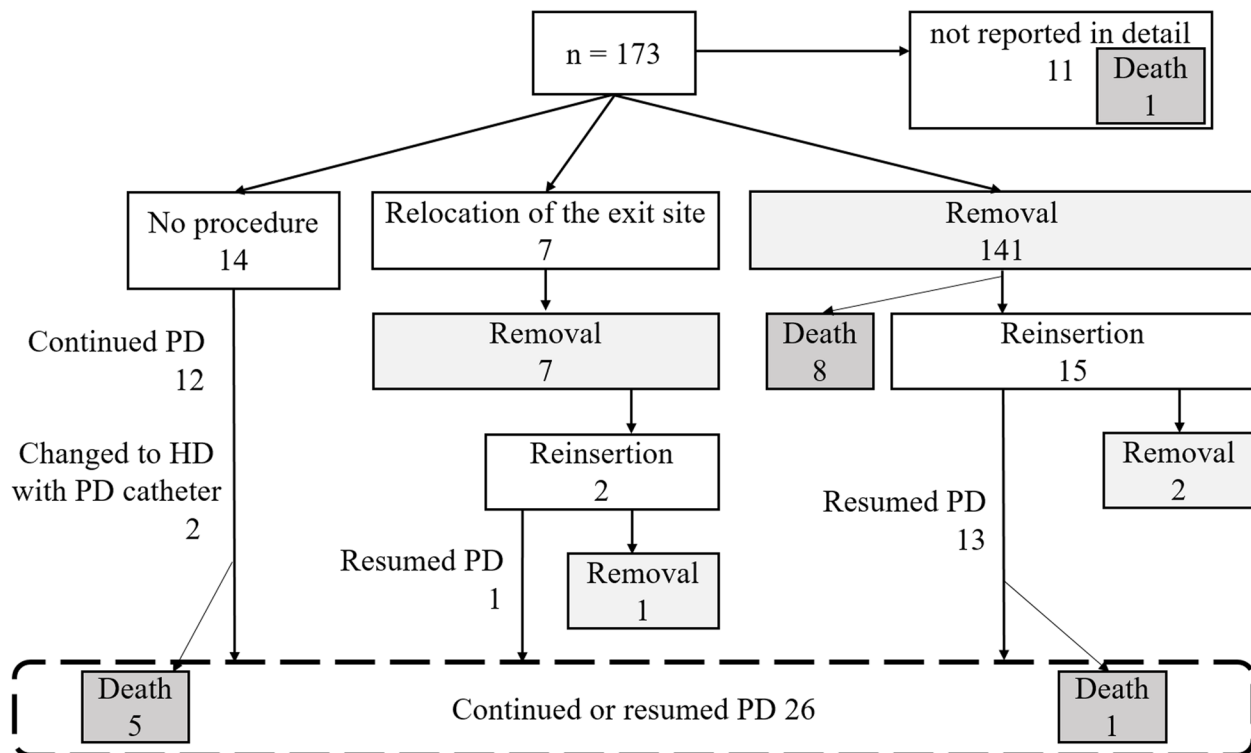 n = 173
not reported in detail
11
Death
1
No procedure
14
Relocation of the exit site
7
Removal
141
Continued PD
12
Removal
7
Death
8
Reinsertion
15
Changed to HD
with PD catheter
2
Reinsertion
2
Removal
2
Resumed PD
1
Removal
1
Resumed PD
13
Death
5
Continued or resumed PD 26
Death
1